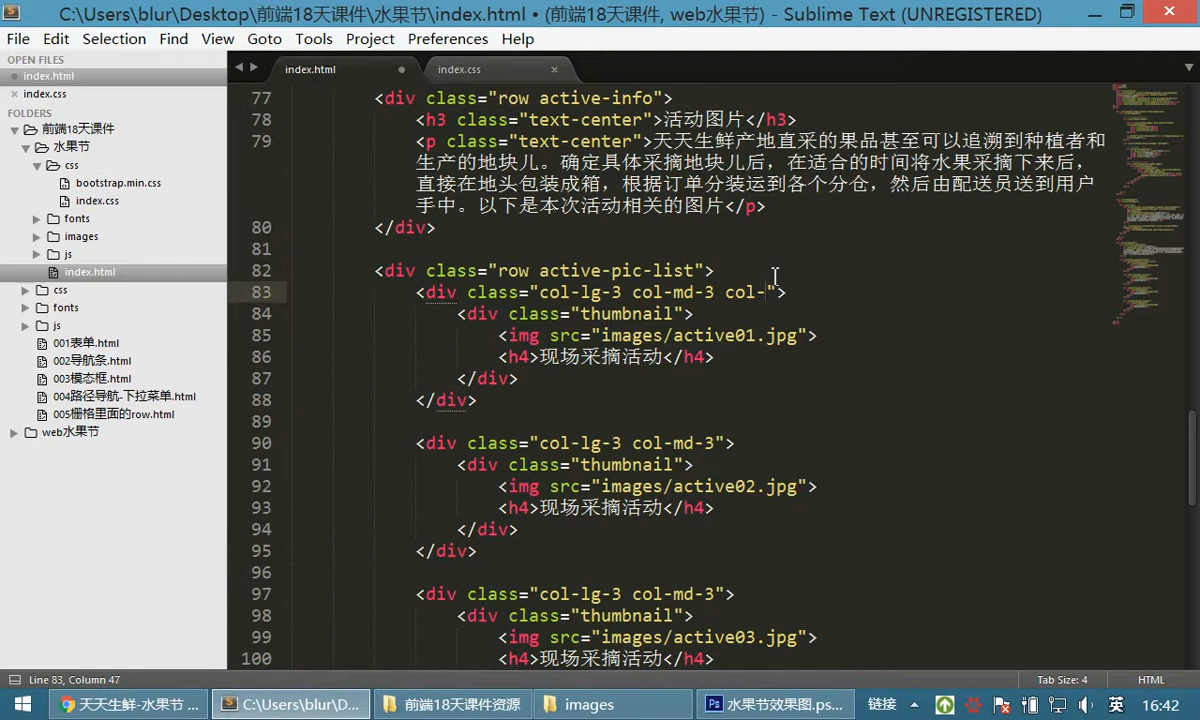 C:\Users\blur\Desktop\前端18天课件\水果节\index.html • (前端18天课件, web水果节) - Sublime Text (UNREGISTERED)
File Edit Selection Find View Goto Tools Project Preferences Help
OPEN FILES
index.html
index.css
FOLDERS
前端18天课件
水果节
css
bootstrap.min.css
index.css
fonts
images
js
index.html
css
fonts
js
001表单.html
002导航条.html
003模态框.html
004路径导航-下拉菜单.html
005栅格里面的row.html
web水果节
index.html
index.css
77 <div class="row active-info">
78 <h3 class="text-center">活动图片</h3>
79 <p class="text-center">天天生鲜产地直采的果品甚至可以追溯到种植者和
生产的地块儿。确定具体采摘地块儿后，在适合的时间将水果采摘下来后，
直接在地头包装成箱，根据订单分装运到各个分仓，然后由配送员送到用户
手中。以下是本次活动相关的图片</p>
80 </div>
81
82 <div class="row active-pic-list">
83 <div class="col-lg-3 col-md-3 col-">
84 <div class="thumbnail">
85 <img src="images/active01.jpg">
86 <h4>现场采摘活动</h4>
87 </div>
88 </div>
89
90 <div class="col-lg-3 col-md-3">
91 <div class="thumbnail">
92 <img src="images/active02.jpg">
93 <h4>现场采摘活动</h4>
94 </div>
95 </div>
96
97 <div class="col-lg-3 col-md-3">
98 <div class="thumbnail">
99 <img src="images/active03.jpg">
100 <h4>现场采摘活动</h4>
Line 83, Column 47 Tab Size: 4 HTML
天天生鲜-水果节 ... C:\Users\blur\D... 前端18天课件资源 images 水果节效果图.ps... 链接 英 16:42